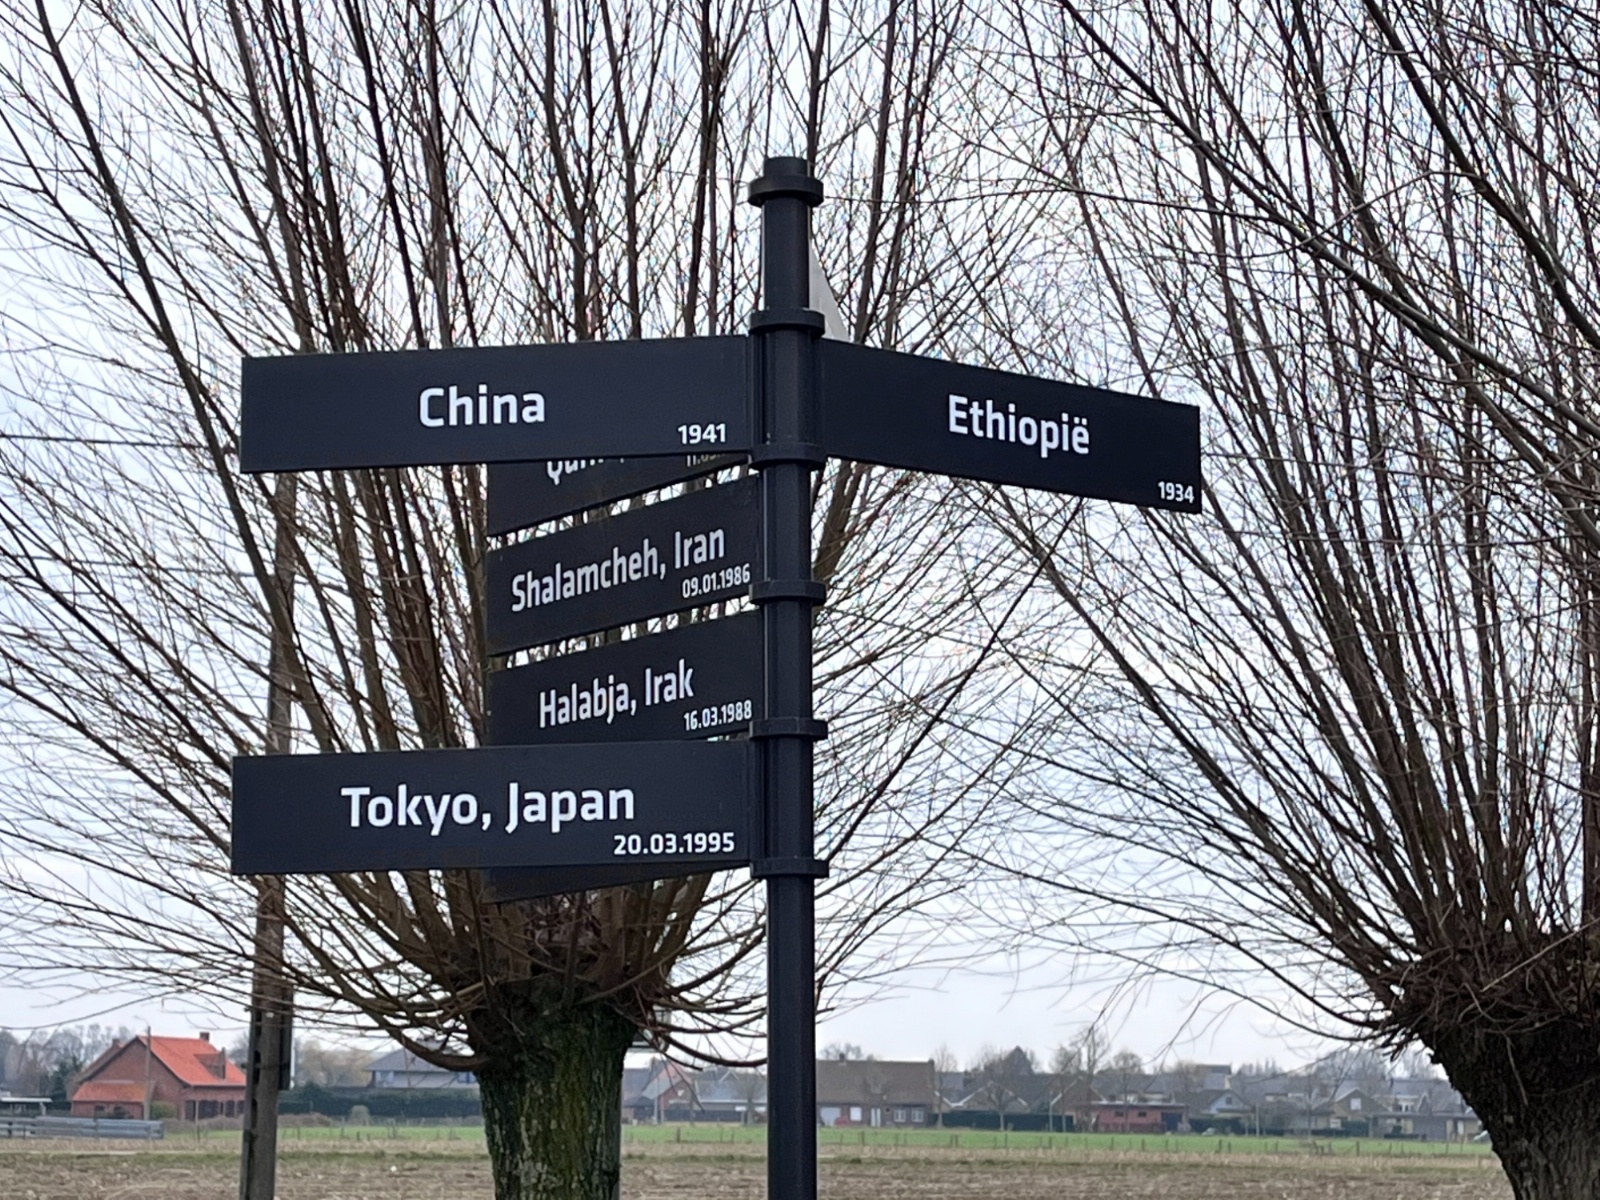 China
1941
Ethiopië
1934
Shalamcheh, Iran
09.01.1986
Halabja, Irak
16.03.1988
Tokyo, Japan
20.03.1995